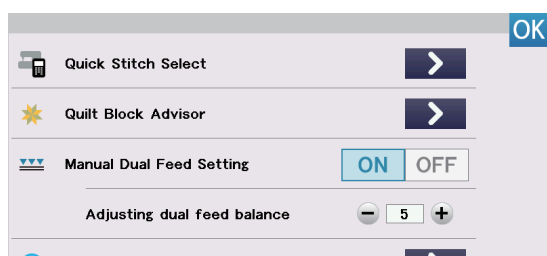 OK
Quick Stitch Select
Quilt Block Advisor
Manual Dual Feed Setting ON OFF
Adjusting dual feed balance − 5 +